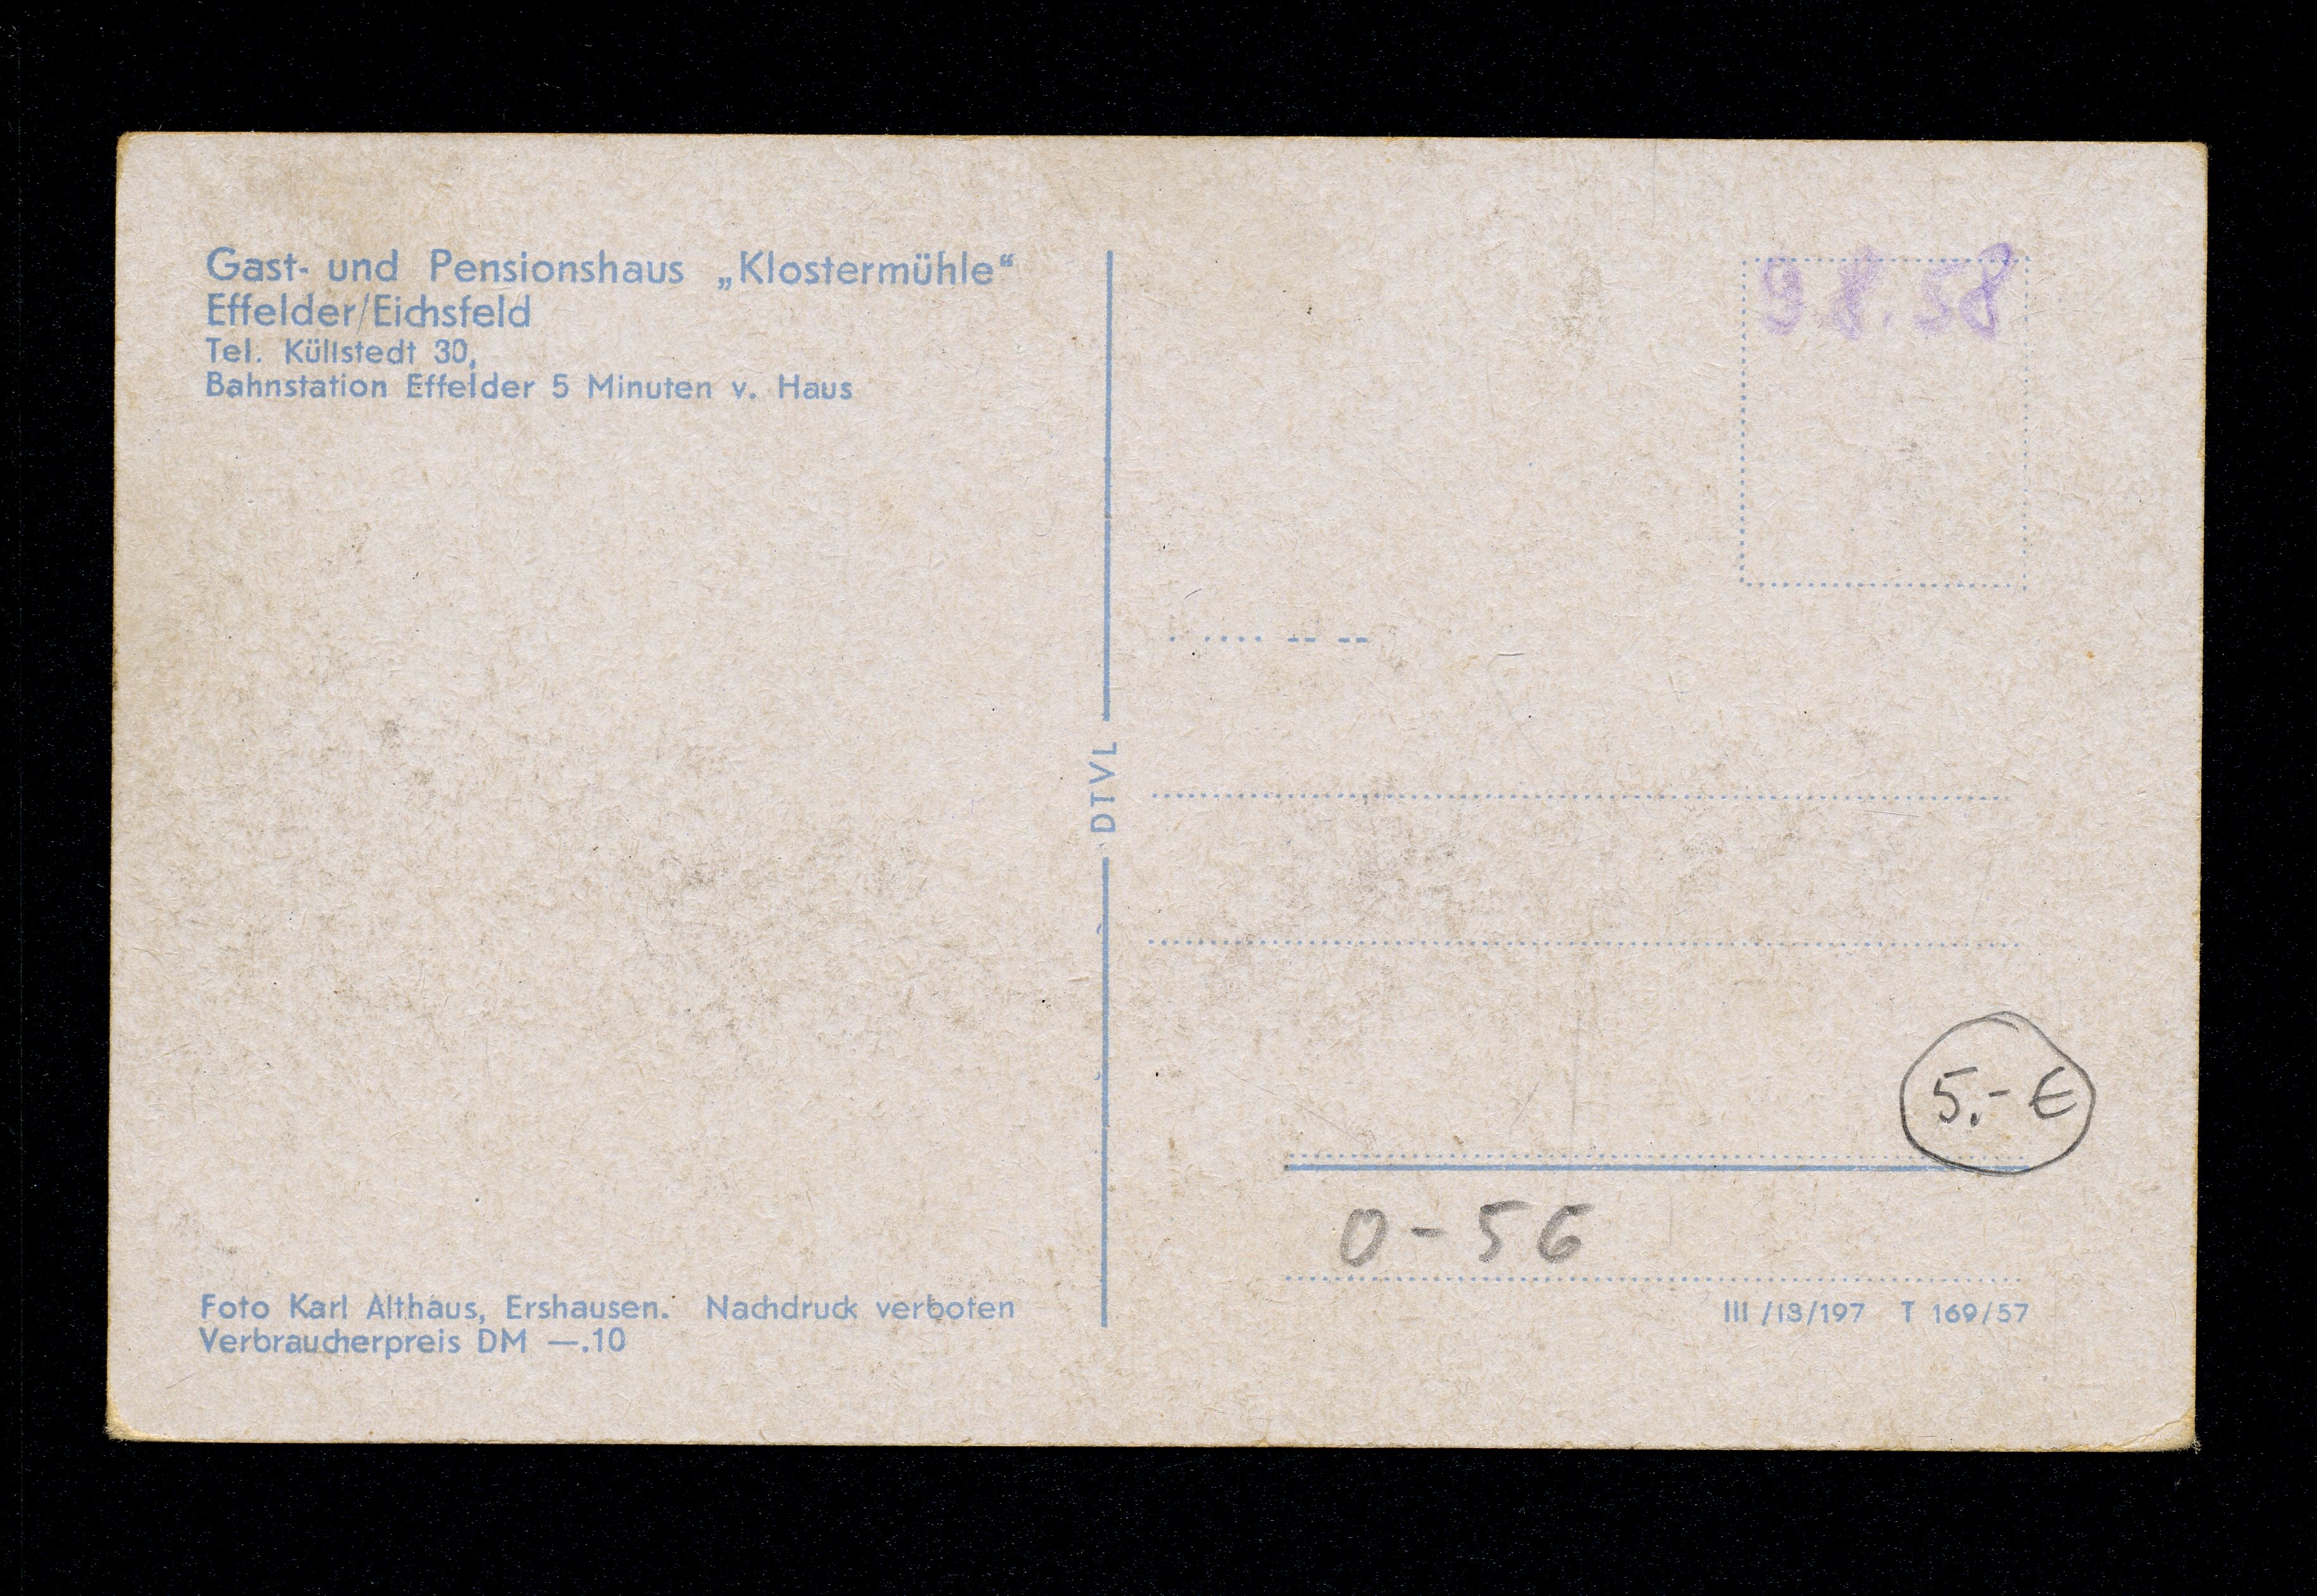 Gast- und Pensionshaus „Klostermühle“
Effelder/Eichsfeld
Tel. Küllstedt 30,
Bahnstation Effelder 5 Minuten v. Haus
Foto Karl Althaus, Ershausen. Nachdruck verboten
Verbraucherpreis DM —.10
DTVL
9 8. 58
5.- €
0-56
III/18/197 T 169/57